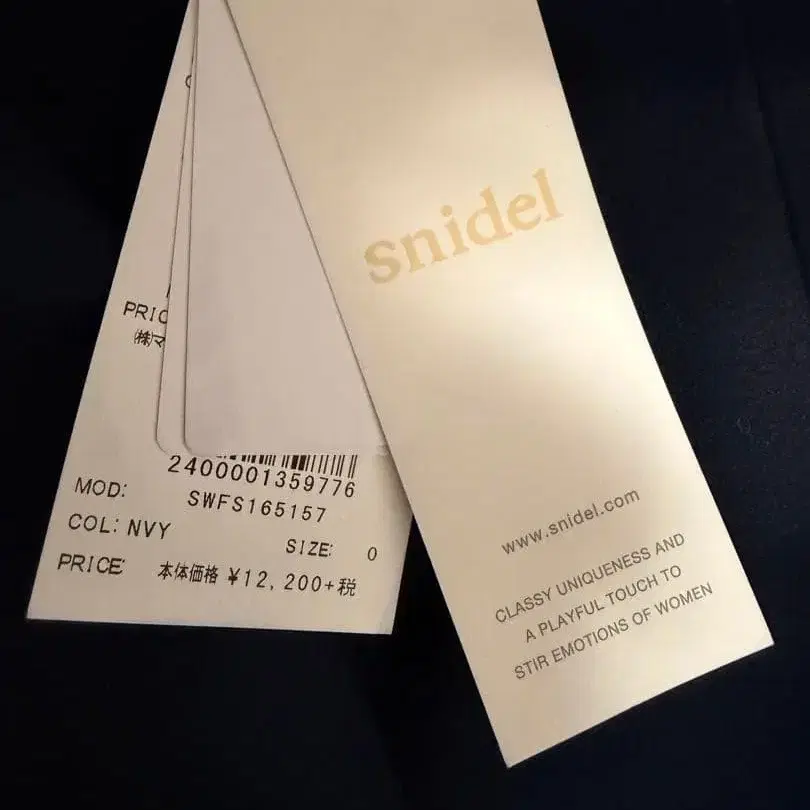 snidel
www.snidel.com
CLASSY UNIQUENESS AND
A PLAYFUL TOUCH TO
STIR EMOTIONS OF WOMEN
㈱マ
2400001359776
MOD: SWFS165157
COL: NVY
SIZE: 0
PRICE 本体価格 ¥12,200+税